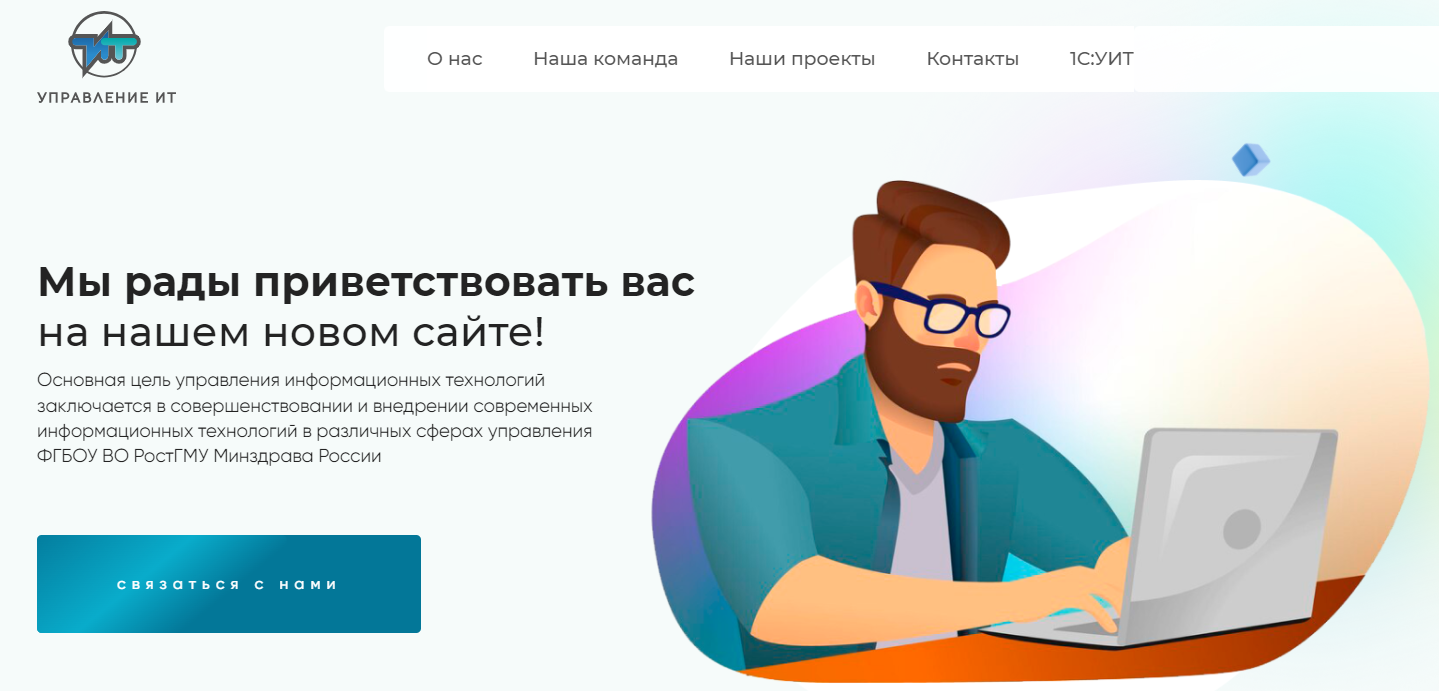 УПРАВЛЕНИЕ ИТ
О нас
Наша команда
Наши проекты
Контакты
1С:УИТ
Мы рады приветствовать вас
на нашем новом сайте!
Основная цель управления информационных технологий
заключается в совершенствовании и внедрении современных
информационных технологий в различных сферах управления
ФГБОУ ВО РостГМУ Минздрава России
связаться с нами